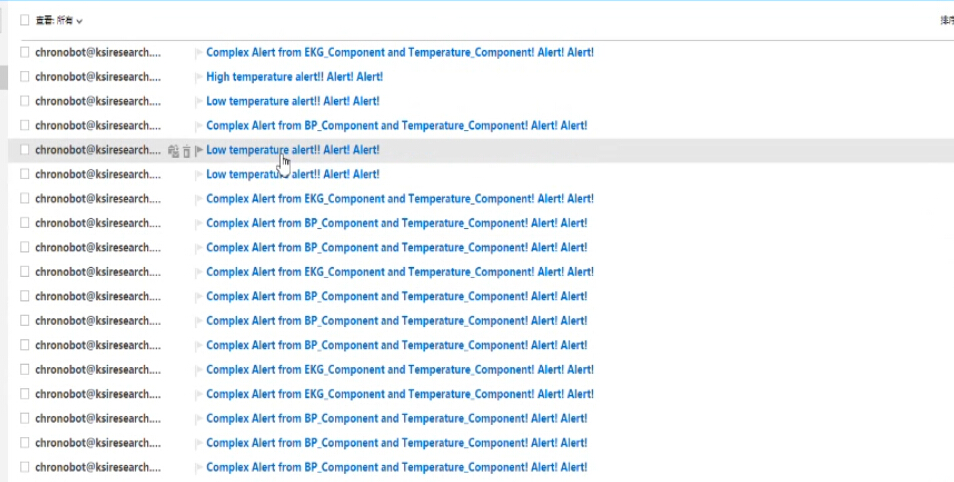 查看: 所有
排序
chronobot@ksiresearch.... Complex Alert from EKG_Component and Temperature_Component! Alert! Alert!
chronobot@ksiresearch.... High temperature alert!! Alert! Alert!
chronobot@ksiresearch.... Low temperature alert!! Alert! Alert!
chronobot@ksiresearch.... Complex Alert from BP_Component and Temperature_Component! Alert! Alert!
chronobot@ksiresearch.... Low temperature alert!! Alert! Alert!
chronobot@ksiresearch.... Low temperature alert!! Alert! Alert!
chronobot@ksiresearch.... Complex Alert from EKG_Component and Temperature_Component! Alert! Alert!
chronobot@ksiresearch.... Complex Alert from BP_Component and Temperature_Component! Alert! Alert!
chronobot@ksiresearch.... Complex Alert from BP_Component and Temperature_Component! Alert! Alert!
chronobot@ksiresearch.... Complex Alert from EKG_Component and Temperature_Component! Alert! Alert!
chronobot@ksiresearch.... Complex Alert from BP_Component and Temperature_Component! Alert! Alert!
chronobot@ksiresearch.... Complex Alert from BP_Component and Temperature_Component! Alert! Alert!
chronobot@ksiresearch.... Complex Alert from BP_Component and Temperature_Component! Alert! Alert!
chronobot@ksiresearch.... Complex Alert from EKG_Component and Temperature_Component! Alert! Alert!
chronobot@ksiresearch.... Complex Alert from EKG_Component and Temperature_Component! Alert! Alert!
chronobot@ksiresearch.... Complex Alert from BP_Component and Temperature_Component! Alert! Alert!
chronobot@ksiresearch.... Complex Alert from BP_Component and Temperature_Component! Alert! Alert!
chronobot@ksiresearch.... Complex Alert from BP_Component and Temperature_Component! Alert! Alert!